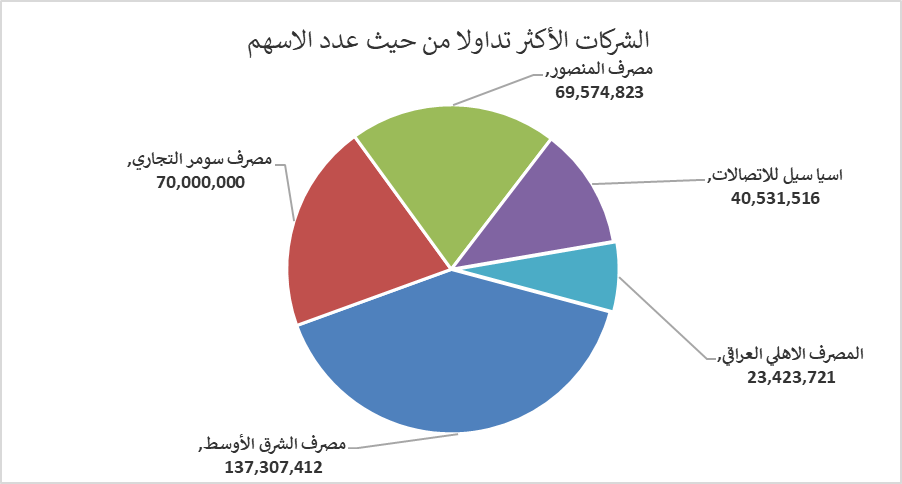 الشركات الأكثر تداولا من حيث عدد الاسهم
مصرف المنصور,
69,574,823
اسيا سيل للاتصالات,
40,531,516
المصرف الاهلي العراقي,
23,423,721
مصرف الشرق الأوسط,
137,307,412
مصرف سومر التجاري,
70,000,000